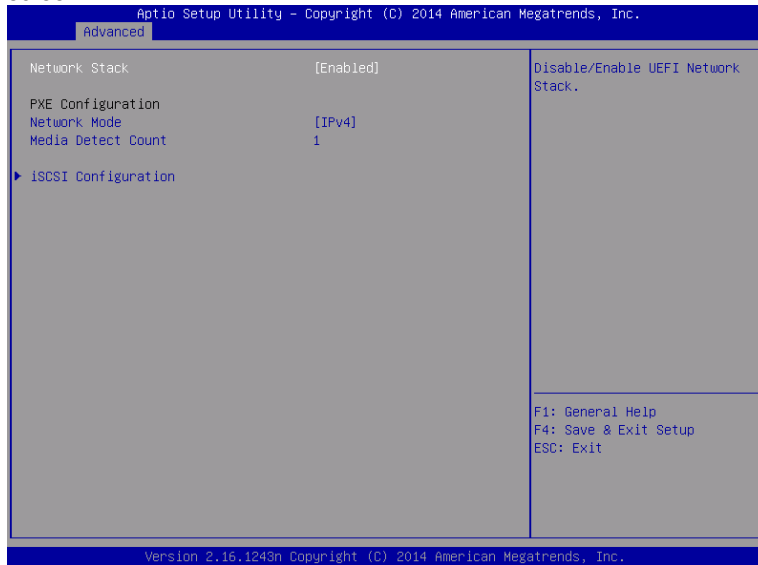 Aptio Setup Utility – Copyright (C) 2014 American Megatrends, Inc.
Advanced
Network Stack [Enabled]
PXE Configuration
Network Mode [IPv4]
Media Detect Count 1
iSCSI Configuration
Disable/Enable UEFI Network
Stack.
F1: General Help
F4: Save & Exit Setup
ESC: Exit
Version 2.16.1243n Copyright (C) 2014 American Megatrends, Inc.